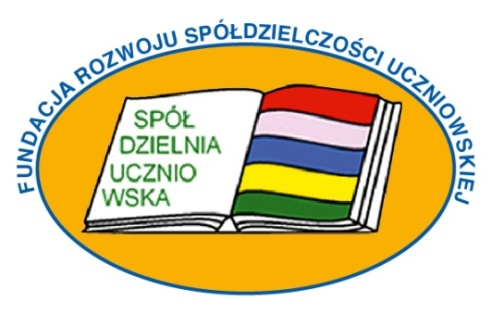 FUNDACJA ROZWOJU SPÓŁDZIELCZOŚCI UCZNIOWSKIEJ
SPÓŁ
DZIELNIA
UCZNIO
WSKA